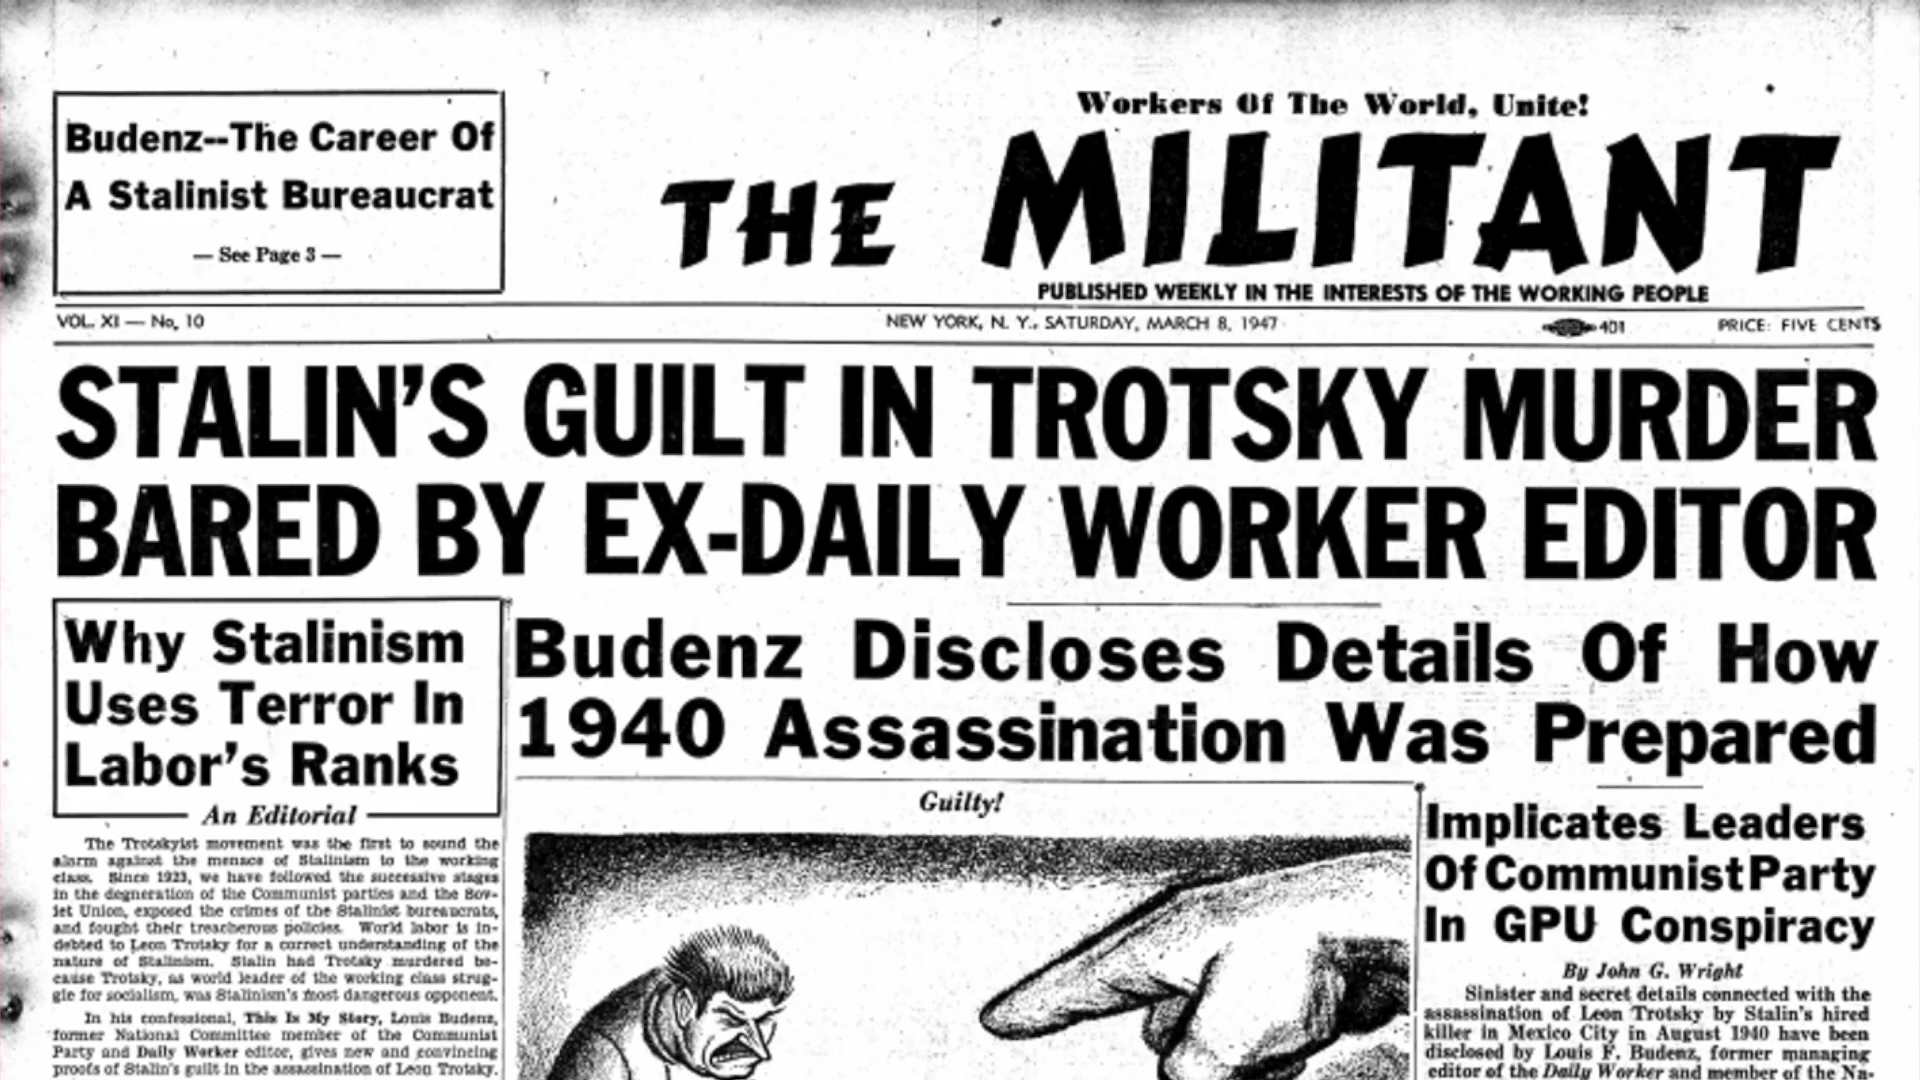 Budenz--The Career Of
A Stalinist Bureaucrat
— See Page 3 —
Workers Of The World, Unite!
THE MILITANT
PUBLISHED WEEKLY IN THE INTERESTS OF THE WORKING PEOPLE
VOL. XI — No. 10
NEW YORK, N. Y., SATURDAY, MARCH 8, 1947
401
PRICE: FIVE CENTS
STALIN'S GUILT IN TROTSKY MURDER
BARED BY EX-DAILY WORKER EDITOR
Why Stalinism
Uses Terror In
Labor's Ranks
An Editorial
The Trotskyist movement was the first to sound the
alarm against the menace of Stalinism to the working
class. Since 1923, we have followed the successive stages
in the degneration of the Communist parties and the Sov-
iet Union, exposed the crimes of the Stalinist bureaucrats,
and fought their treacherous policies. World labor is in-
debted to Leon Trotsky for a correct understanding of the
nature of Stalinism. Stalin had Trotsky murdered be-
cause Trotsky, as world leader of the working class strug-
gle for socialism, was Stalinism's most dangerous opponent.
In his confessional, This Is My Story, Louis Budenz,
former National Committee member of the Communist
Party and Daily Worker editor, gives new and convincing
proofs of Stalin's guilt in the assassination of Leon Trotsky.
Budenz Discloses Details Of How
1940 Assassination Was Prepared
Guilty!
Implicates Leaders
Of Communist Party
In GPU Conspiracy
By John G. Wright
Sinister and secret details connected with the
assassination of Leon Trotsky by Stalin's hired
killer in Mexico City in August 1940 have been
disclosed by Louis F. Budenz, former managing
editor of the Daily Worker and member of the Na-